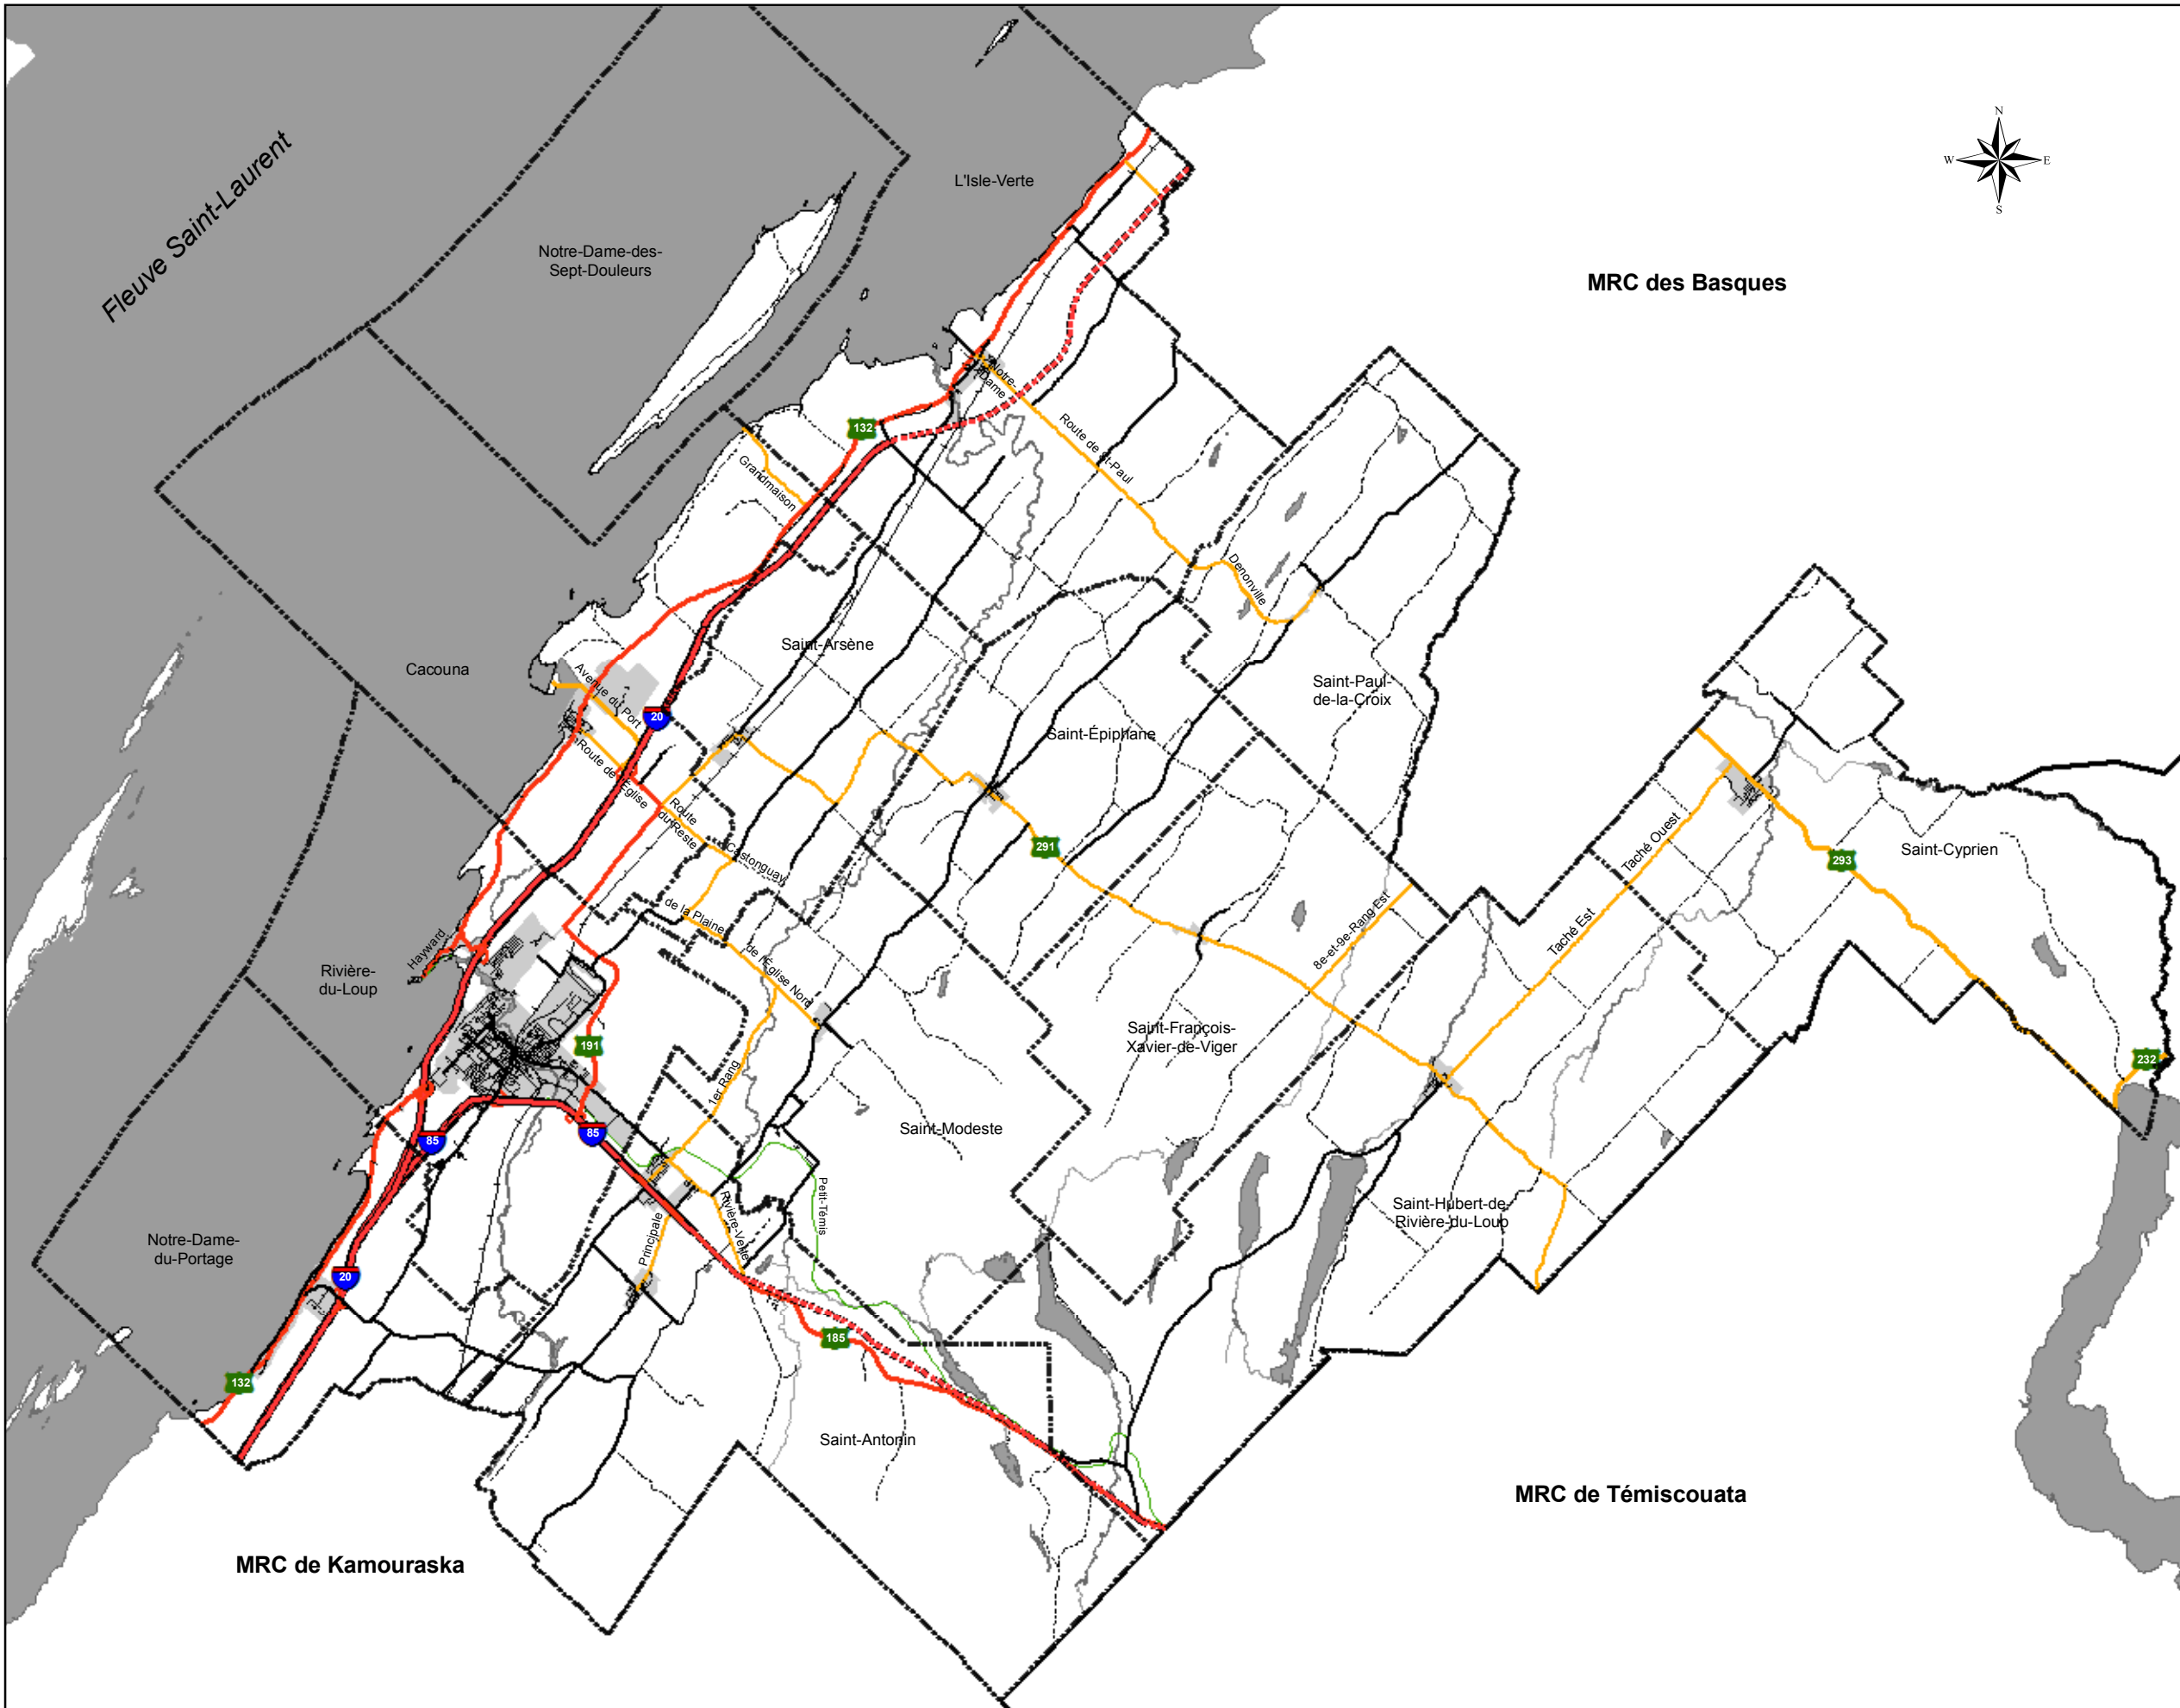 Fleuve Saint-Laurent
N
W
E
S
L'Isle-Verte
Notre-Dame-des-
Sept-Douleurs
MRC des Basques
Notre-
Dame
132
Route de St-Paul
Grandmaison
Denonville
Saint-Arsène
Cacouna
Saint-Paul-
de-la-Croix
Avenue du Port
20
Saint-Épiphane
Route de l'Église
Route
du Reste
Castonguay
291
Taché Ouest
293
Saint-Cyprien
de la Plaine
8e-et-9e-Rang Est
Taché Est
Hayward
de l'Église Nord
Rivière-
du-Loup
191
Saint-François-
Xavier-de-Viger
232
1er Rang
85
85
Saint-Modeste
Petit-Témis
Rivière-Verte
Principale
Saint-Hubert-de-
Rivière-du-Loup
Notre-Dame-
du-Portage
20
185
132
Saint-Antonin
MRC de Témiscouata
MRC de Kamouraska